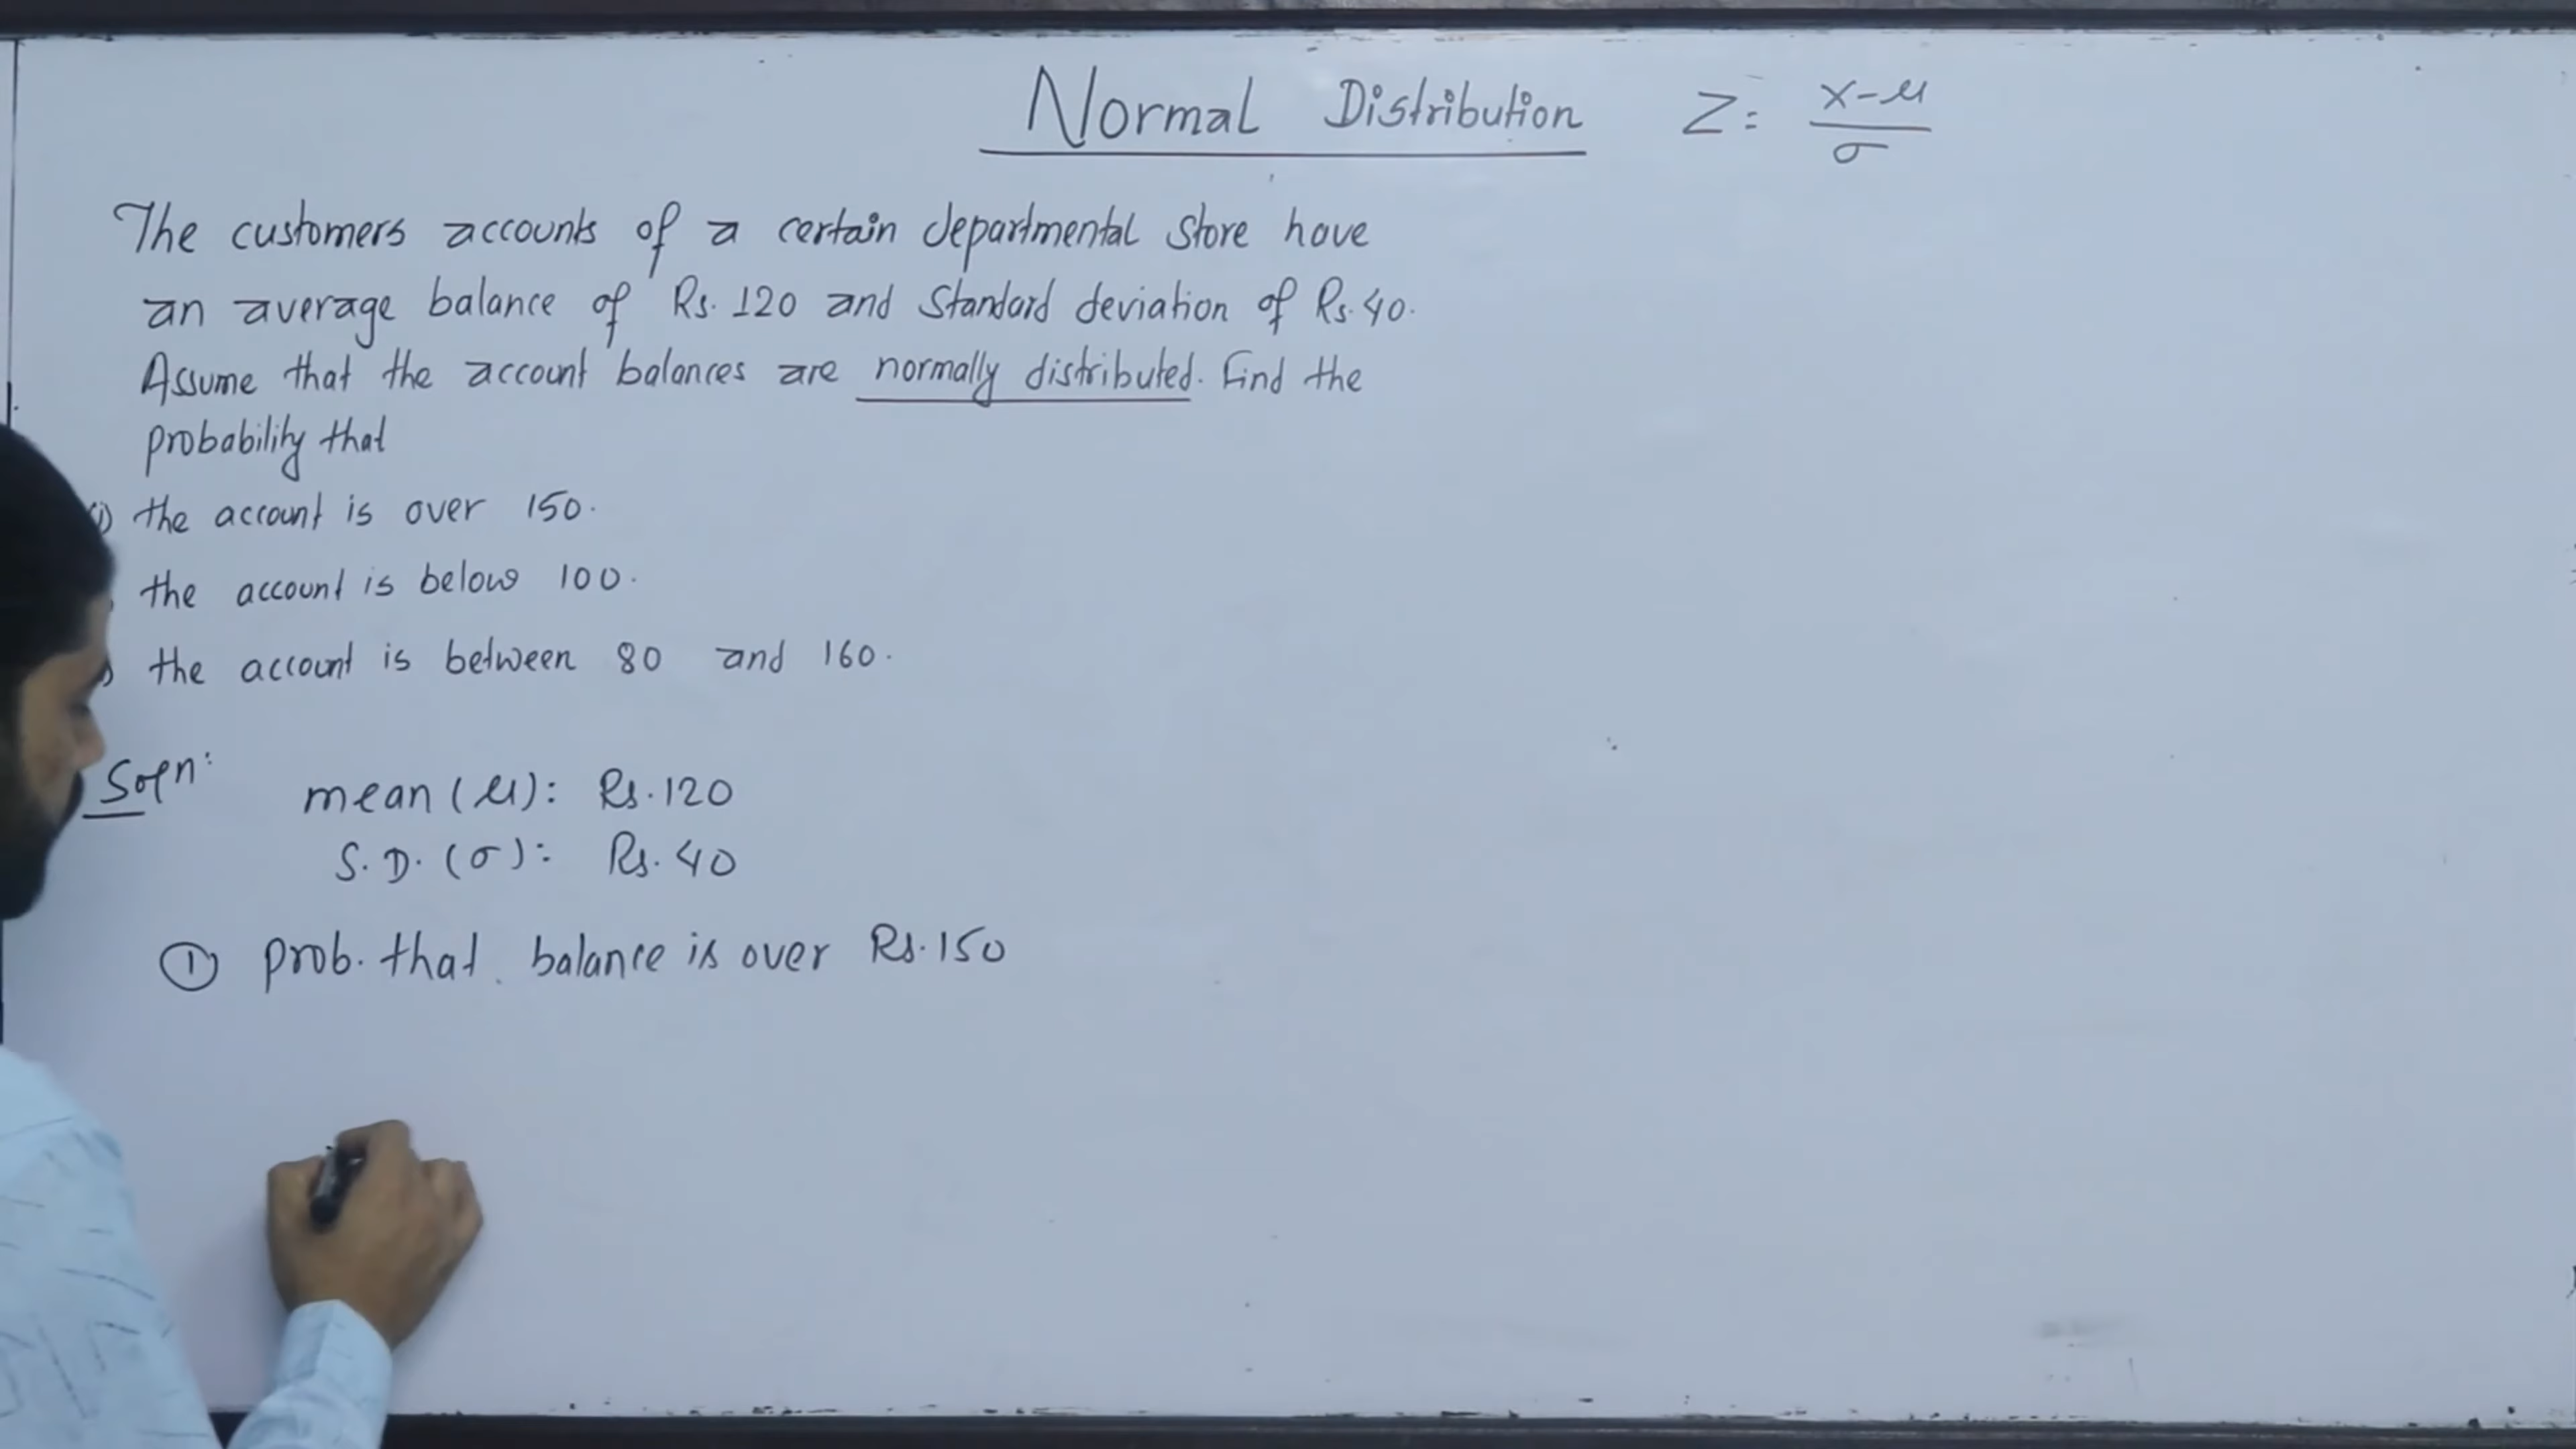 Normal Distribution Z = X-μ / σ
The customers accounts of a certain departmental store have
an average balance of Rs. 120 and standard deviation of Rs. 40.
Assume that the account balances are normally distributed. Find the
probability that
i) the account is over 150.
the account is below 100.
) the account is between 80 and 160.
Soln:
mean (μ): Rs. 120
S.D. (σ): Rs. 40
① prob. that balance is over Rs. 150